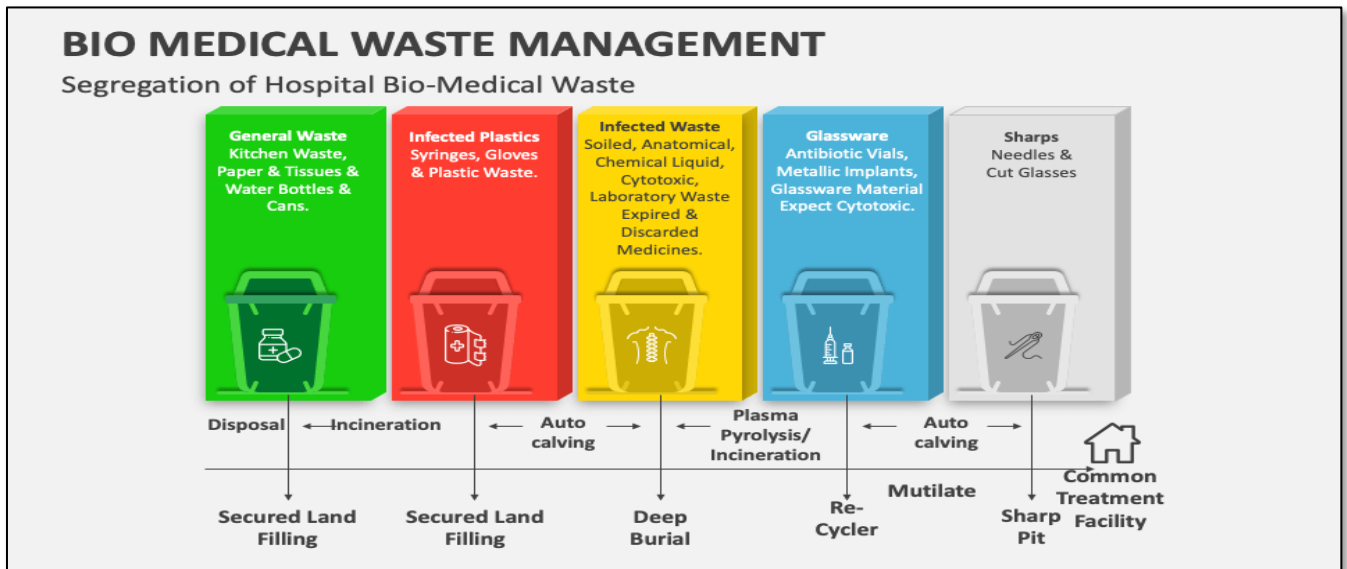 BIO MEDICAL WASTE MANAGEMENT
Segregation of Hospital Bio-Medical Waste
General Waste
Kitchen Waste,
Paper & Tissues &
Water Bottles &
Cans.
Infected Plastics
Syringes, Gloves
& Plastic Waste.
Infected Waste
Soiled, Anatomical,
Chemical Liquid,
Cytotoxic,
Laboratory Waste
Expired &
Discarded
Medicines.
Glassware
Antibiotic Vials,
Metallic Implants,
Glassware Material
Expect Cytotoxic.
Sharps
Needles &
Cut Glasses
Disposal
Incineration
Auto
calving
Plasma
Pyrolysis/
Incineration
Auto
calving
Mutilate
Common
Treatment
Facility
Secured Land
Filling
Secured Land
Filling
Deep
Burial
Re-
Cycler
Sharp
Pit